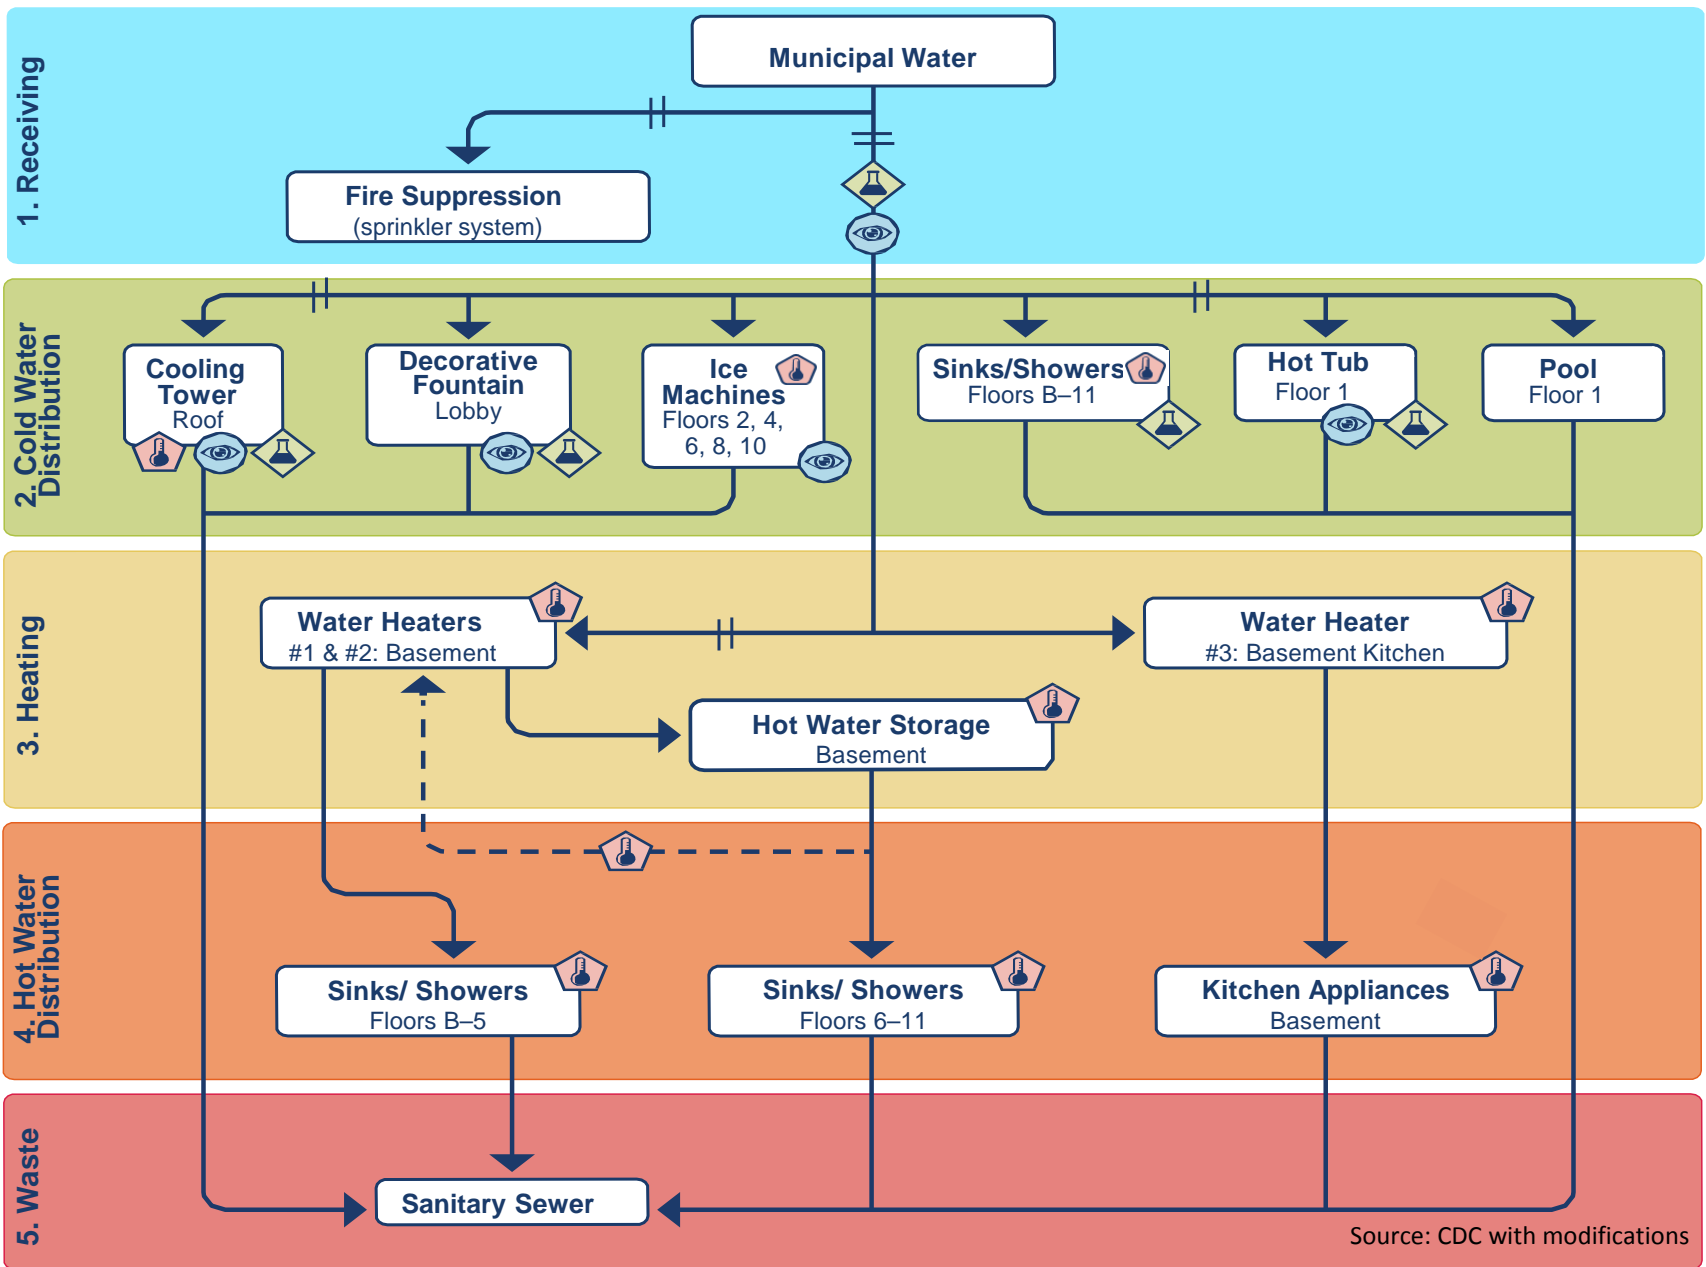 1. Receiving
Municipal Water
Fire Suppression
(sprinkler system)
2. Cold Water
Distribution
Cooling
Tower
Roof
Decorative
Fountain
Lobby
Ice
Machines
Floors 2, 4,
6, 8, 10
Sinks/Showers
Floors B–11
Hot Tub
Floor 1
Pool
Floor 1
3. Heating
Water Heaters
#1 & #2: Basement
Water Heater
#3: Basement Kitchen
Hot Water Storage
Basement
4. Hot Water
Distribution
Sinks/ Showers
Floors B–5
Sinks/ Showers
Floors 6–11
Kitchen Appliances
Basement
5. Waste
Sanitary Sewer
Source: CDC with modifications